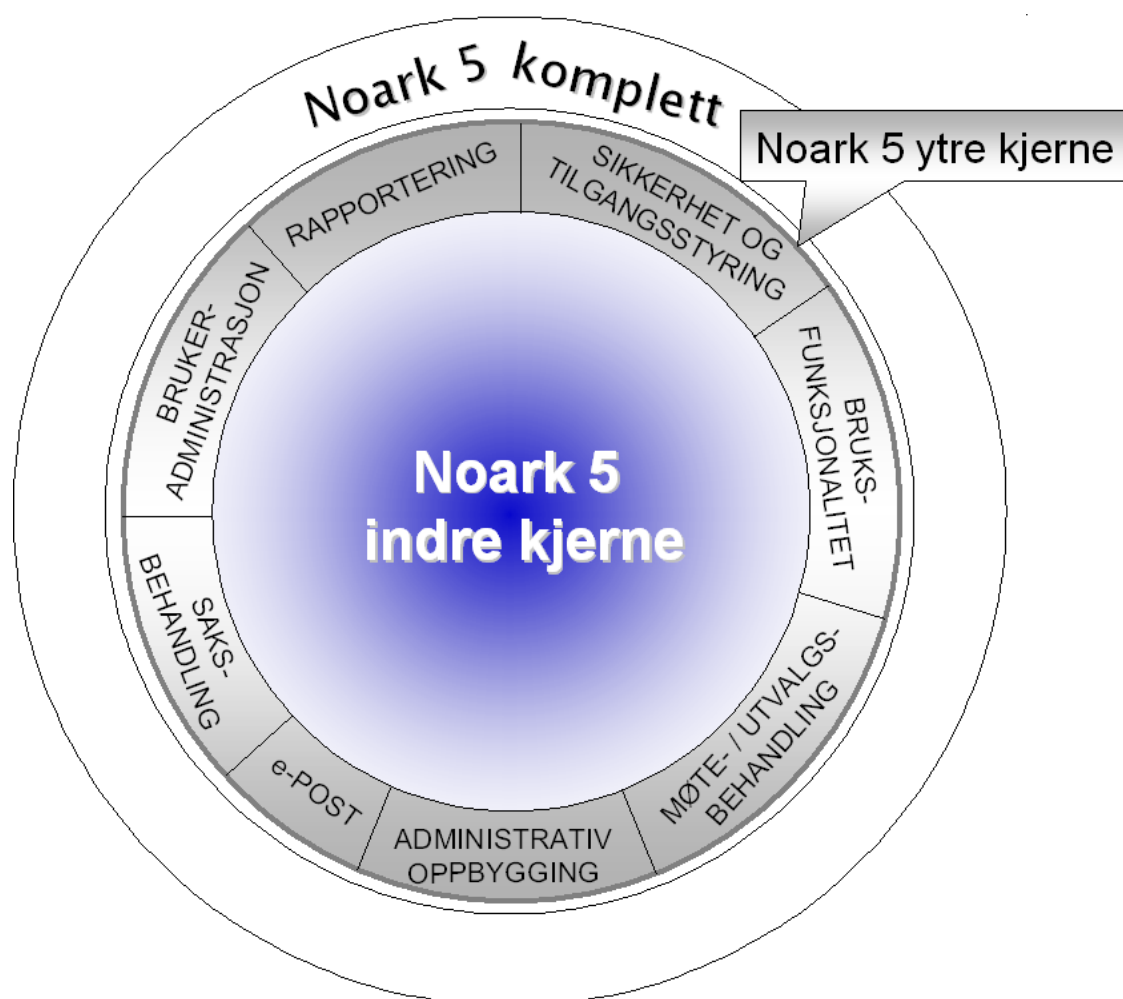 Noark 5 komplett
Noark 5 ytre kjerne
SIKKERHET OG
TILGANGSSTYRING
BRUKS-
FUNKSJONALITET
MØTE- / UTVALGS-
BEHANDLING
ADMINISTRATIV
OPPBYGGING
e-POST
SAKS-
BEHANDLING
BRUKER-
ADMINISTRASJON
RAPPORTERING
Noark 5
indre kjerne